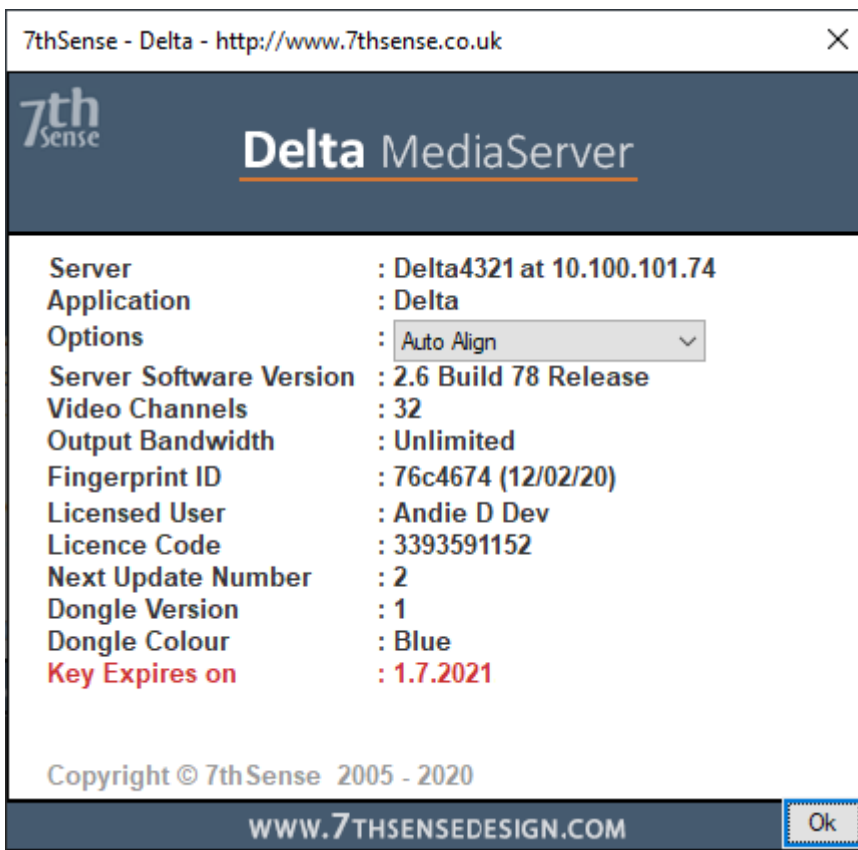 7thSense - Delta - http://www.7thsense.co.uk
7th
Sense
Delta MediaServer
Server : Delta4321 at 10.100.101.74
Application : Delta
Options : Auto Align
Server Software Version : 2.6 Build 78 Release
Video Channels : 32
Output Bandwidth : Unlimited
Fingerprint ID : 76c4674 (12/02/20)
Licensed User : Andie D Dev
Licence Code : 3393591152
Next Update Number : 2
Dongle Version : 1
Dongle Colour : Blue
Key Expires on : 1.7.2021
Copyright © 7thSense 2005 - 2020
WWW.7THSENSEDESIGN.COM
Ok